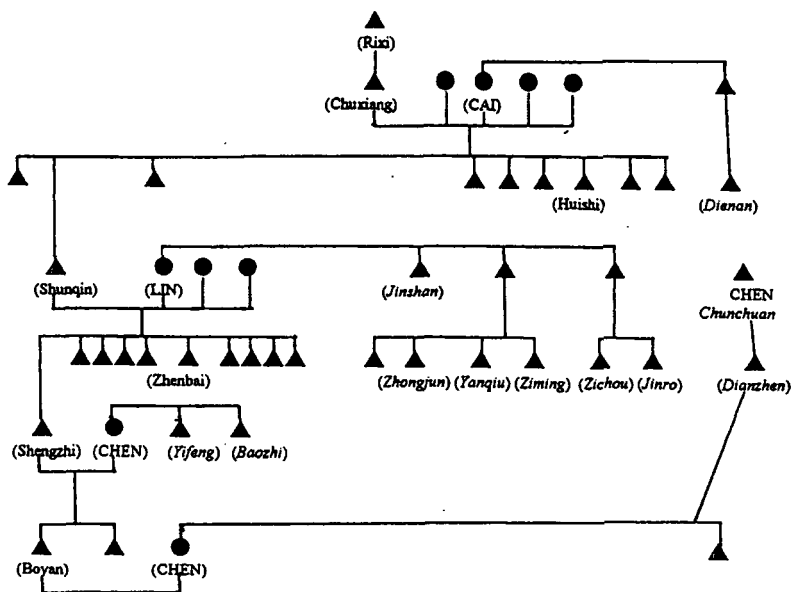 (Rixi)
(Chuxiang) (CAI)
(Huishi) (Dienan)
(Shunqin) (LIN) (Jinshan) CHEN
Chunchuan
(Zhenbai) (Zhongjun) (Yanqiu) (Ziming) (Zichou) (Jinro) (Dianzhen)
(Shengzhi) (CHEN) (Yifeng) (Baozhi)
(Boyan) (CHEN)